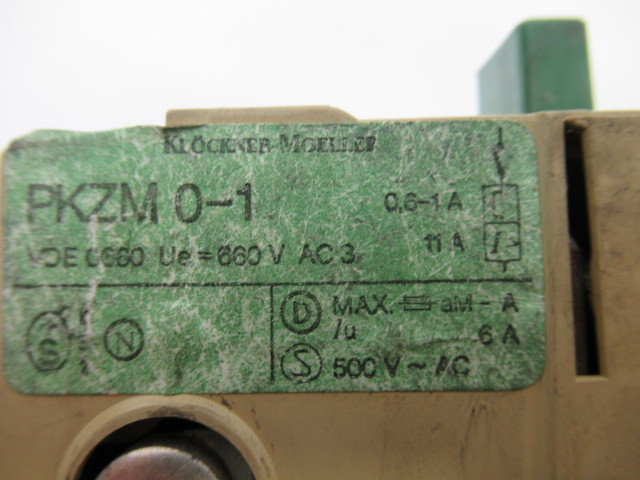 KLÖCKNER-MOELLER
PKZM 0-1
0,6-1 A
VDE 0660 Ue=660 V AC 3
11 A
S N
D MAX. aM - A
/u 6 A
S 500 V ~ AC